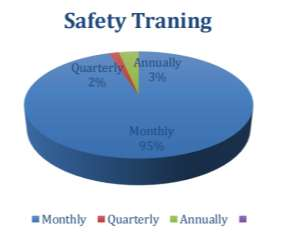 Safety Traning
Quarterly
2%
Annually
3%
Monthly
95%
Monthly Quarterly Annually